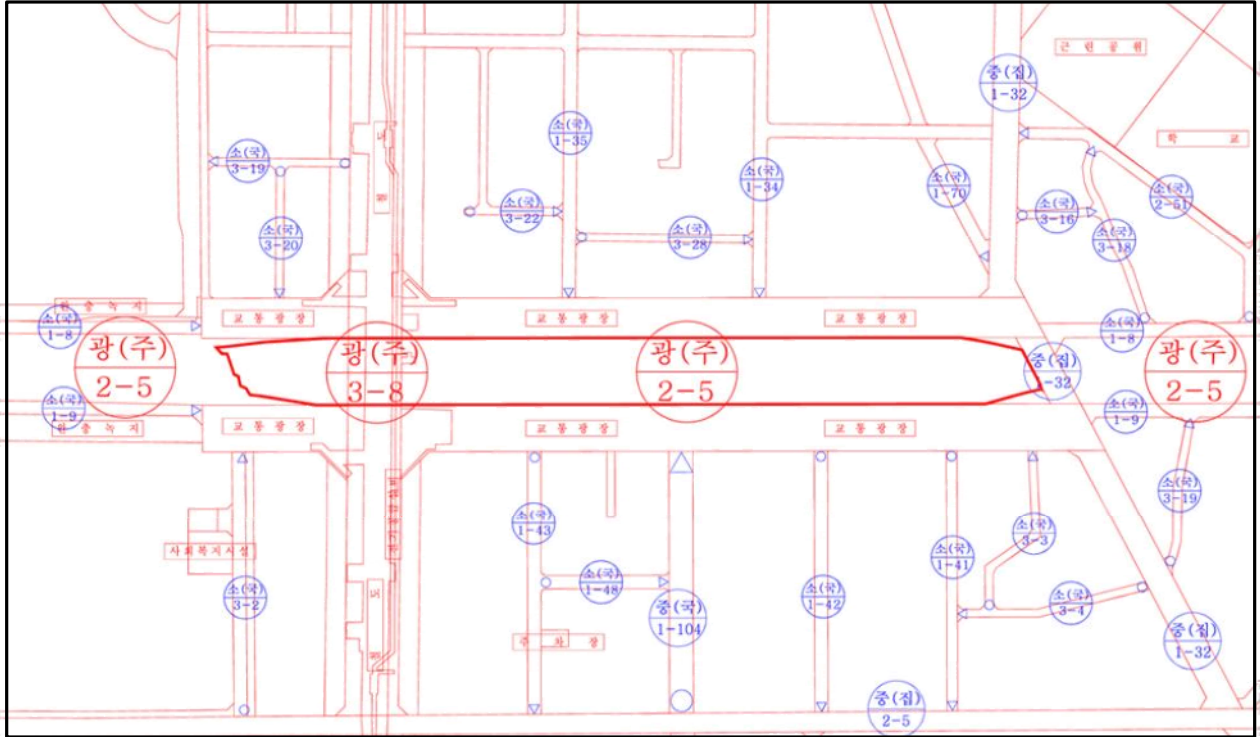 근 린 공 원
중(집)
1-32
학 교
소(국)
1-35
소(국)
3-19
도
소(국)
1-34
소(국)
1-70
소(국)
2-51
소(국)
3-22
소(국)
3-16
소(국)
3-20
소(국)
3-28
소(국)
3-18
완 충 녹 지
교 통 광 장
교 통 광 장
교 통 광 장
소(국)
1-8
소(국)
1-8
광(주)
2-5
광(주)
3-8
광(주)
2-5
중(집)
1-32
광(주)
2-5
소(국)
1-9
소(국)
1-9
완 충 녹 지
교 통 광 장
교 통 광 장
교 통 광 장
소(국)
3-19
소(국)
1-43
소(국)
3-3
사회복지시설
소(국)
1-41
소(국)
3-2
소(국)
1-48
소(국)
1-42
소(국)
3-4
도
중(국)
1-104
주 차 장
중(집)
1-32
중(집)
2-5